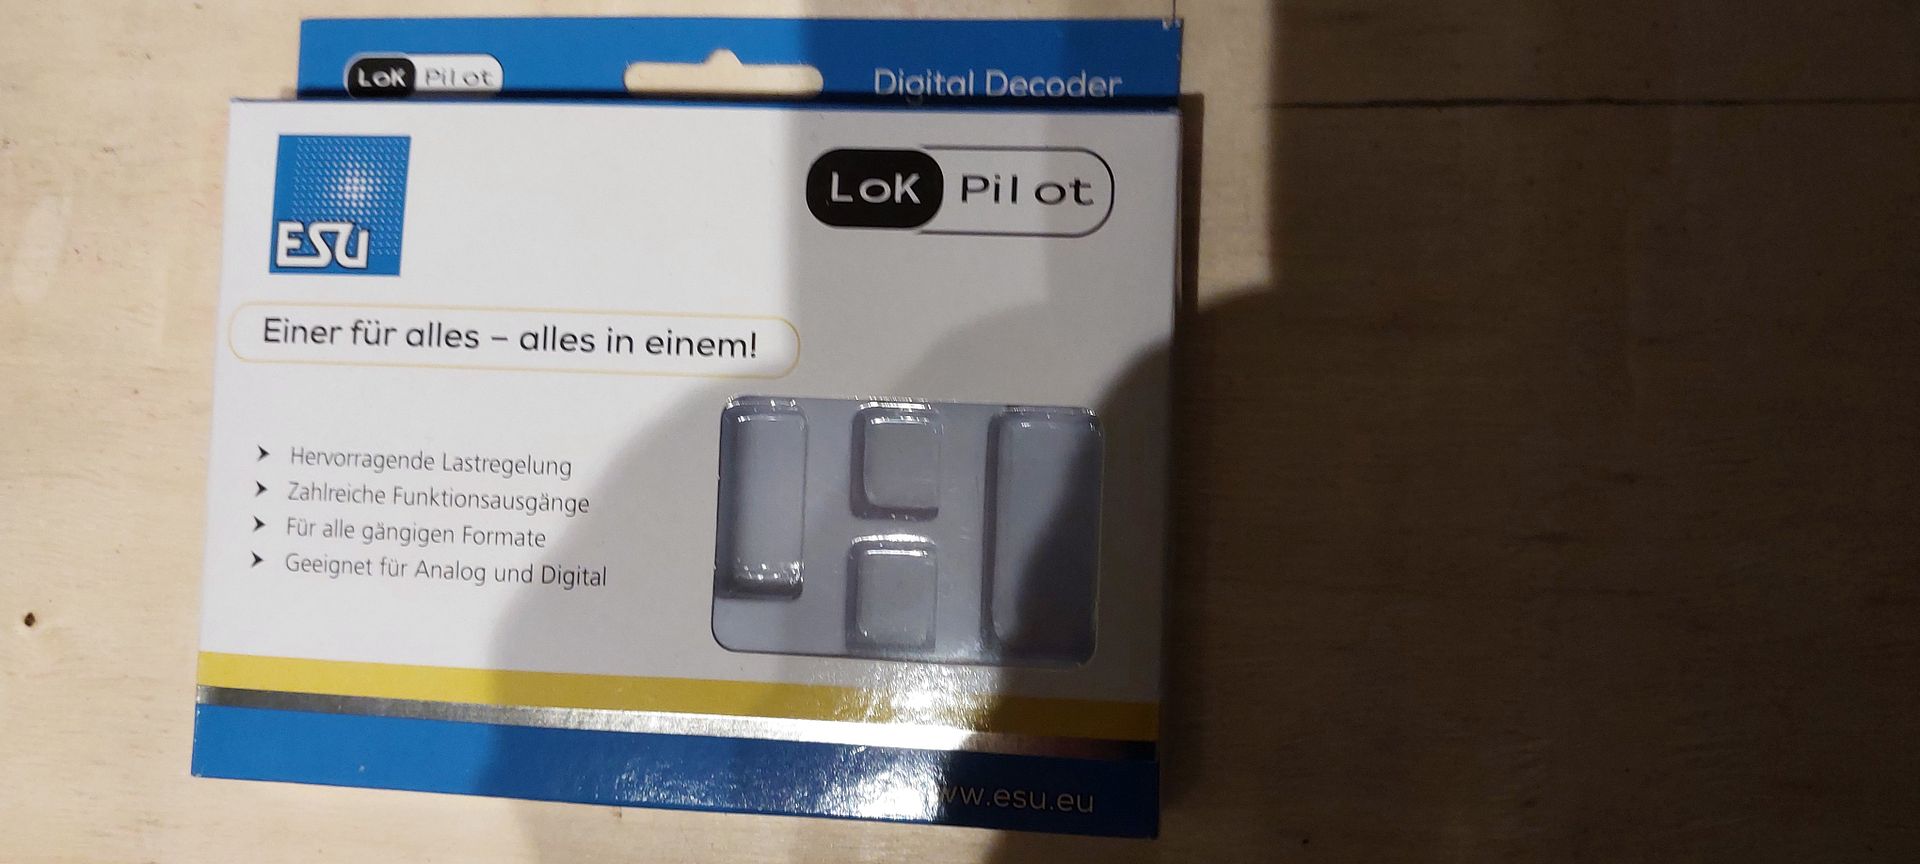 LoK Pilot
Digital Decoder
ESU
LoK Pilot
Einer für alles – alles in einem!
Hervorragende Lastregelung
Zahlreiche Funktionsausgänge
Für alle gängigen Formate
Geeignet für Analog und Digital
www.esu.eu